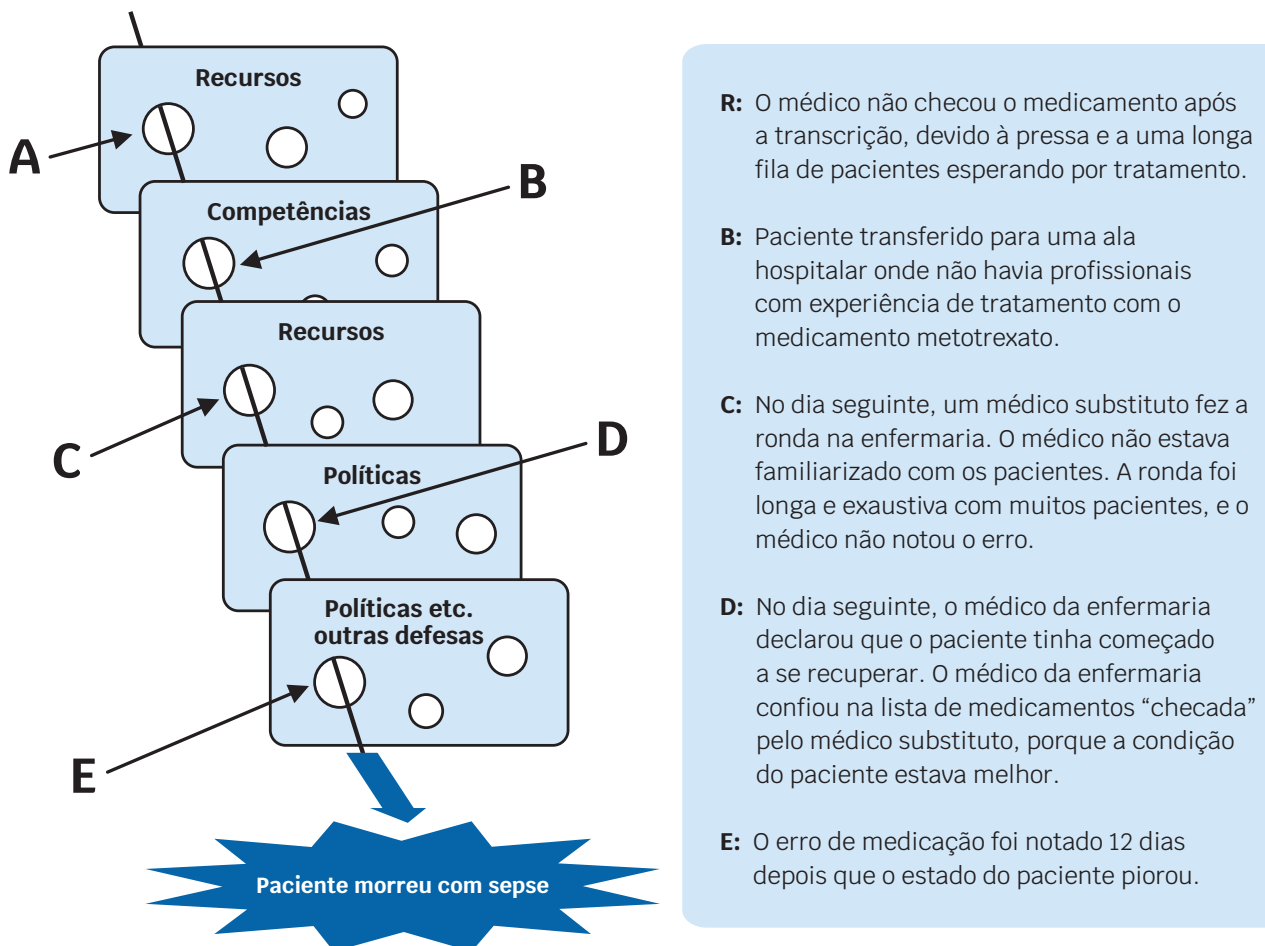 Recursos
A
Competências
B
Recursos
C
Políticas
D
Políticas etc.
outras defesas
E
Paciente morreu com sepse
R: O médico não checou o medicamento após
a transcrição, devido à pressa e a uma longa
fila de pacientes esperando por tratamento.
B: Paciente transferido para uma ala
hospitalar onde não havia profissionais
com experiência de tratamento com o
medicamento metotrexato.
C: No dia seguinte, um médico substituto fez a
ronda na enfermaria. O médico não estava
familiarizado com os pacientes. A ronda foi
longa e exaustiva com muitos pacientes, e o
médico não notou o erro.
D: No dia seguinte, o médico da enfermaria
declarou que o paciente tinha começado
a se recuperar. O médico da enfermaria
confiou na lista de medicamentos “checada”
pelo médico substituto, porque a condição
do paciente estava melhor.
E: O erro de medicação foi notado 12 dias
depois que o estado do paciente piorou.